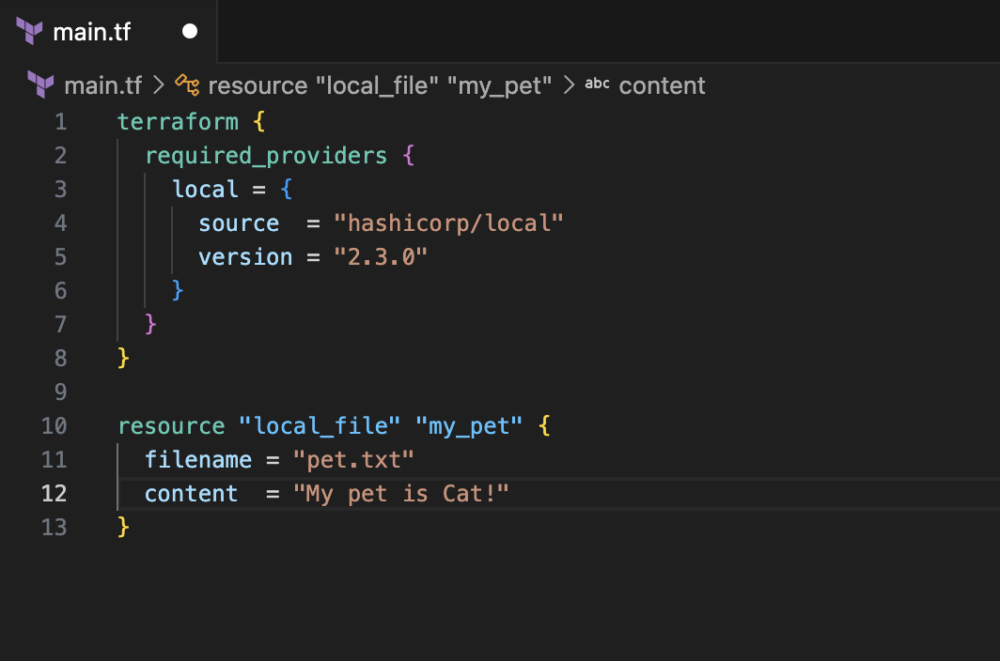 main.tf
main.tf > resource "local_file" "my_pet" > abc content
1 terraform {
2   required_providers {
3     local = {
4       source  = "hashicorp/local"
5       version = "2.3.0"
6     }
7   }
8 }
9
10 resource "local_file" "my_pet" {
11   filename = "pet.txt"
12   content  = "My pet is Cat!"
13 }